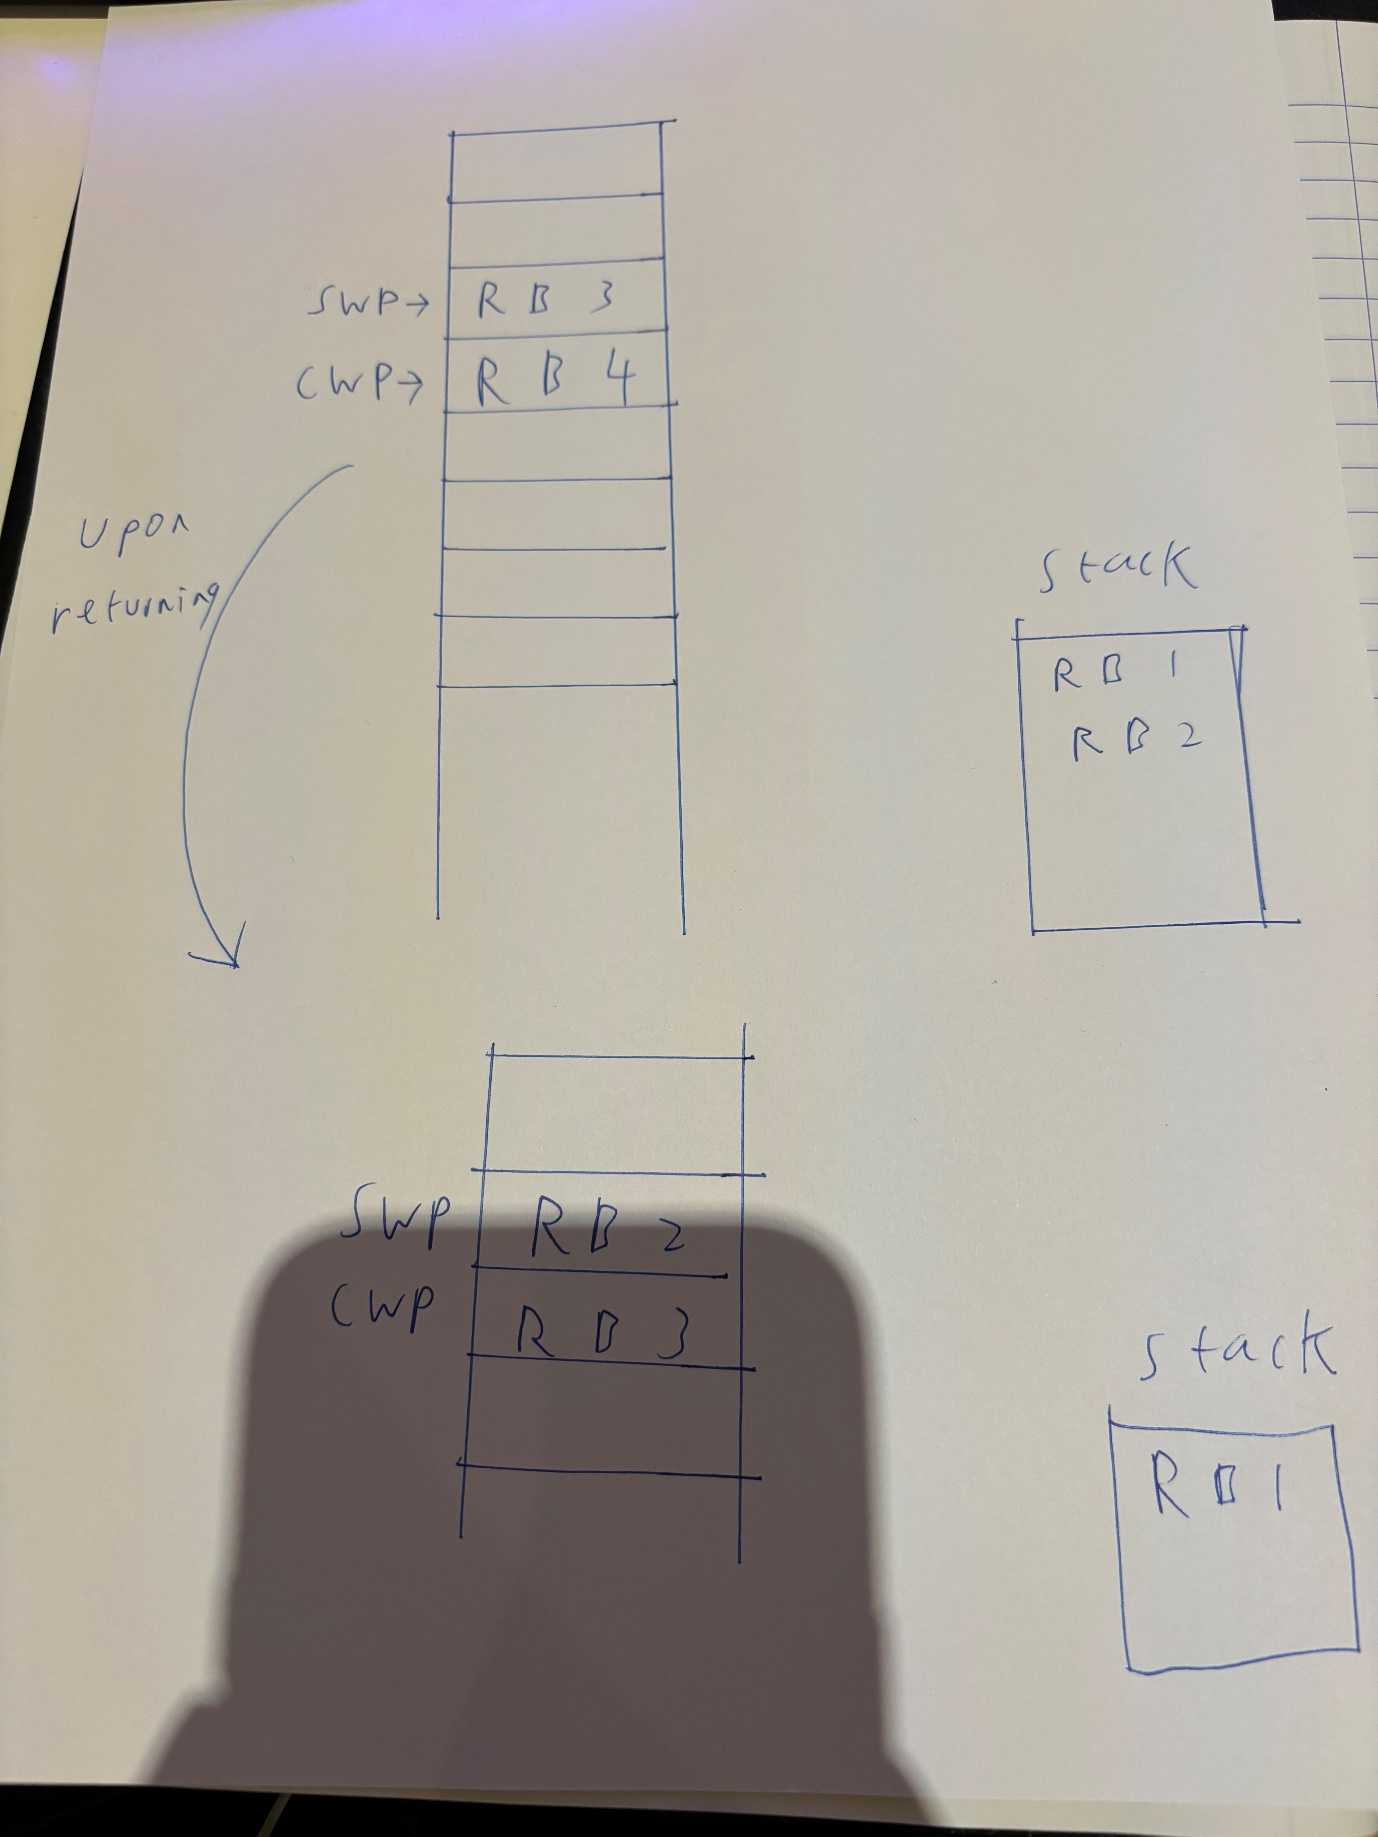 SWP→ RB 3
CWP→ RB 4
Upon
returning
stack
RB 1
RB 2
SWP RB 2
CWP RB 3
stack
RB 1